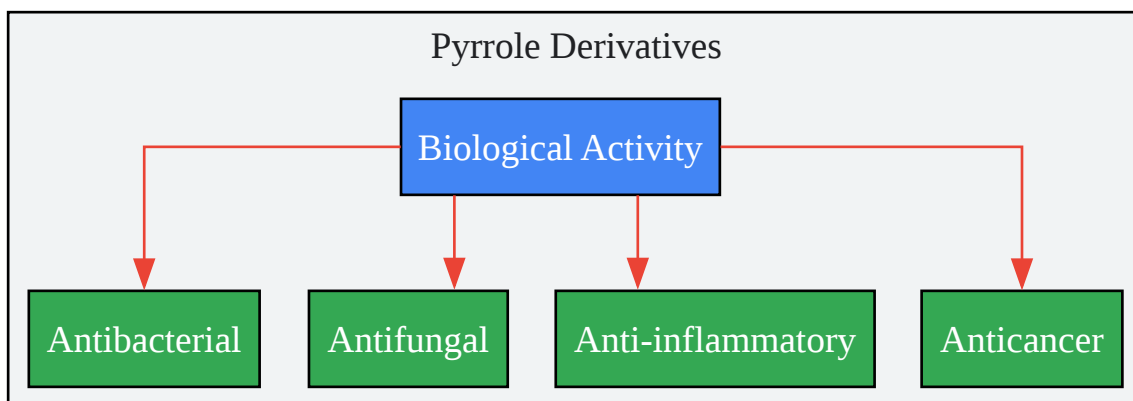 Pyrrole Derivatives
Biological Activity
Antibacterial
Antifungal
Anti-inflammatory
Anticancer